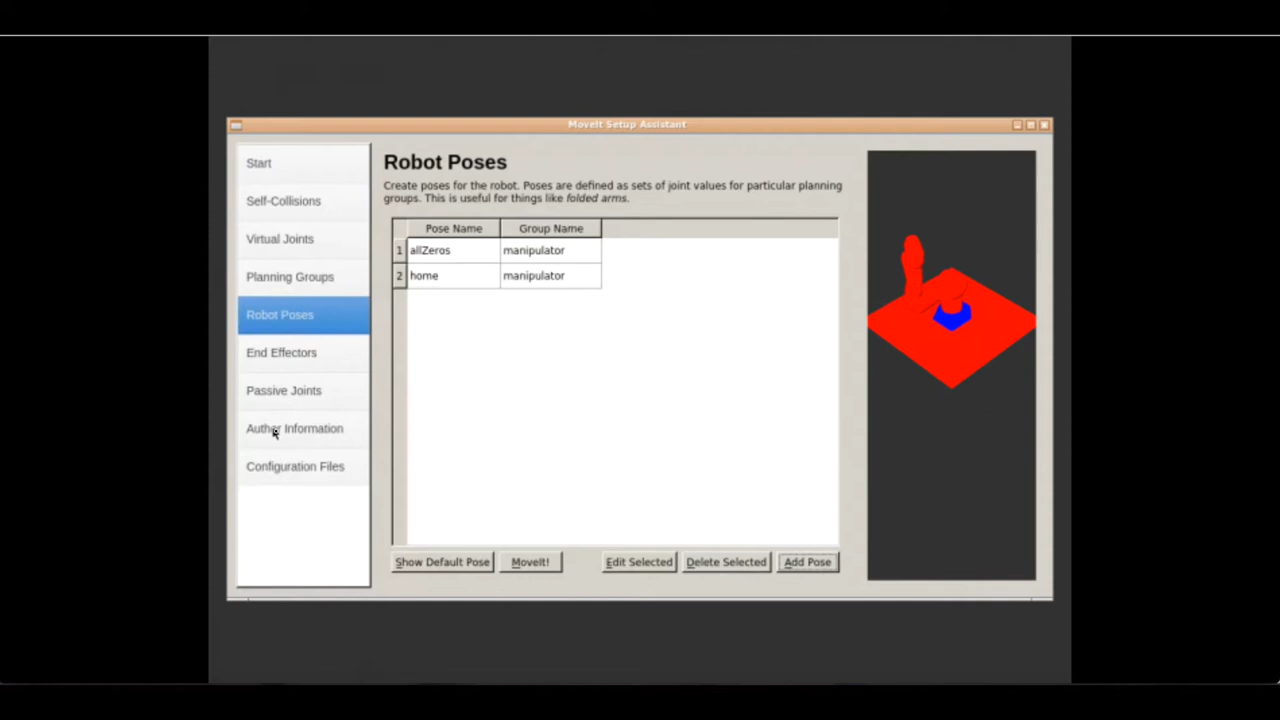 MoveIt Setup Assistant
Start
Self-Collisions
Virtual Joints
Planning Groups
Robot Poses
End Effectors
Passive Joints
Author Information
Configuration Files
Robot Poses
Create poses for the robot. Poses are defined as sets of joint values for particular planning
groups. This is useful for things like folded arms.
Pose Name Group Name
1 allZeros manipulator
2 home manipulator
Show Default Pose MoveIt! Edit Selected Delete Selected Add Pose